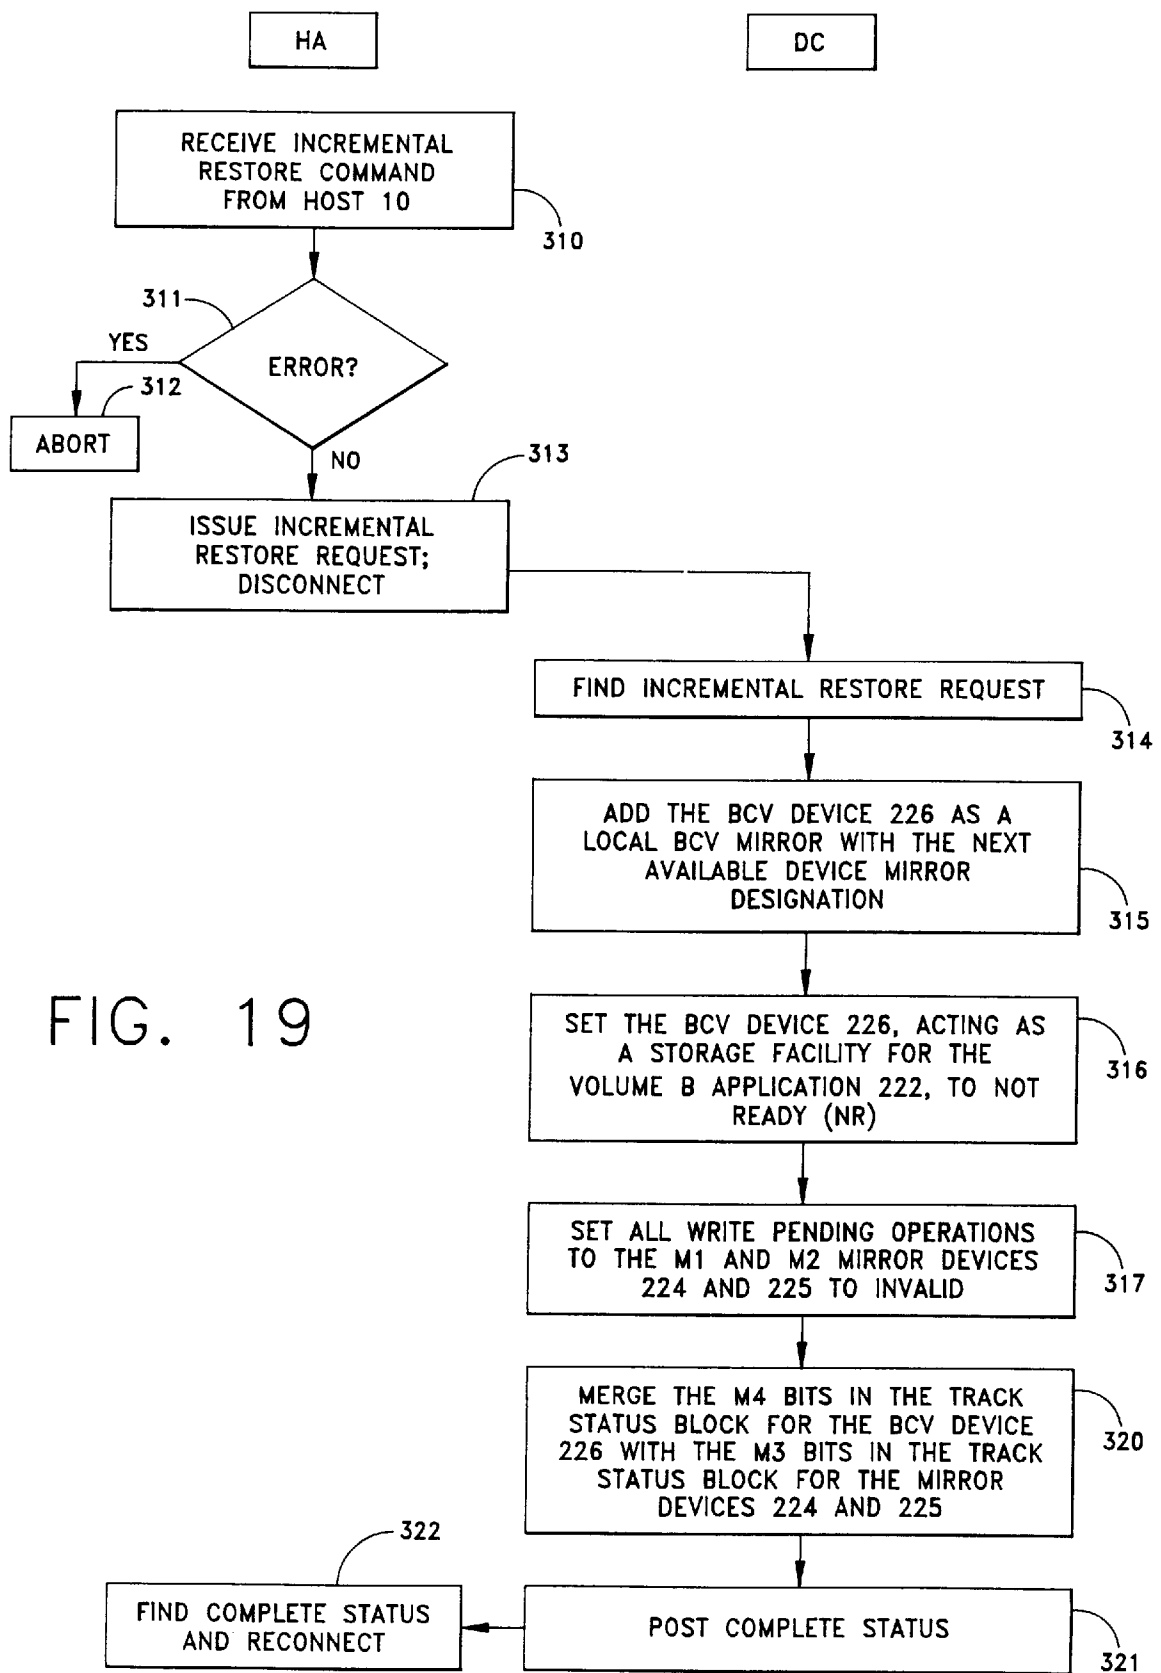 HA
DC
RECEIVE INCREMENTAL
RESTORE COMMAND
FROM HOST 10
310
311
YES
ERROR?
312
ABORT
NO
313
ISSUE INCREMENTAL
RESTORE REQUEST;
DISCONNECT
FIND INCREMENTAL RESTORE REQUEST
314
ADD THE BCV DEVICE 226 AS A
LOCAL BCV MIRROR WITH THE NEXT
AVAILABLE DEVICE MIRROR
DESIGNATION
315
FIG. 19
SET THE BCV DEVICE 226, ACTING AS
A STORAGE FACILITY FOR THE
VOLUME B APPLICATION 222, TO NOT
READY (NR)
316
SET ALL WRITE PENDING OPERATIONS
TO THE M1 AND M2 MIRROR DEVICES
224 AND 225 TO INVALID
317
MERGE THE M4 BITS IN THE TRACK
STATUS BLOCK FOR THE BCV DEVICE
226 WITH THE M3 BITS IN THE TRACK
STATUS BLOCK FOR THE MIRROR
DEVICES 224 AND 225
320
322
FIND COMPLETE STATUS
AND RECONNECT
POST COMPLETE STATUS
321